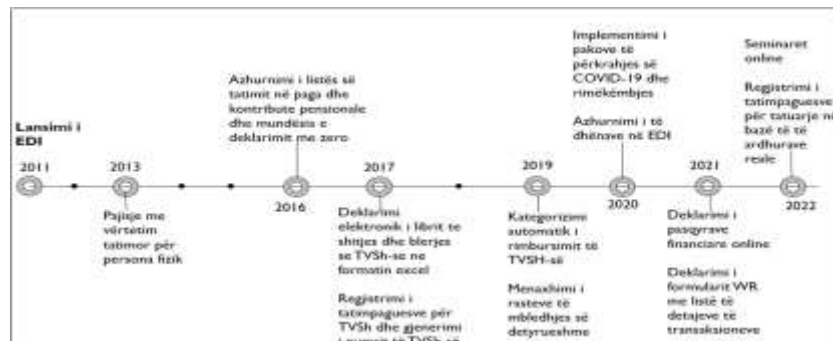 Lansimi i
EDI
2011
2013
Pajisje me
vërtetim
tatimor për
persona fizik
Azhurnimi i listës së
tatimit në paga dhe
kontribute pensionale
dhe mundësia e
deklarimit me zero
2016
2017
Deklarimi
elektronik i librit te
shitjes dhe blerjes
se TVSh-se ne
formatin excel
Regjistrimi i
tatimpaguesve për
TVSh dhe gjenerimi
i numrit të TVSh-së
2019
Kategorizimi
automatik i
rimbursimit të
TVSH-së
Menaxhimi i
rasteve të
mbledhjes së
detyrueshme
Implementimi i
pakove të
përkrahjes së
COVID-19 dhe
rimëkëmbjes
Azhurnimi i të
dhënave në EDI
2020
2021
Deklarimi i
pasqyrave
financiare online
Deklarimi i
formularit WR
me listë të
detajeve të
transaksioneve
Seminaret
online
Regjistrimi i
tatimpaguesve
për tatuarje në
bazë të të
ardhurave
reale
2022